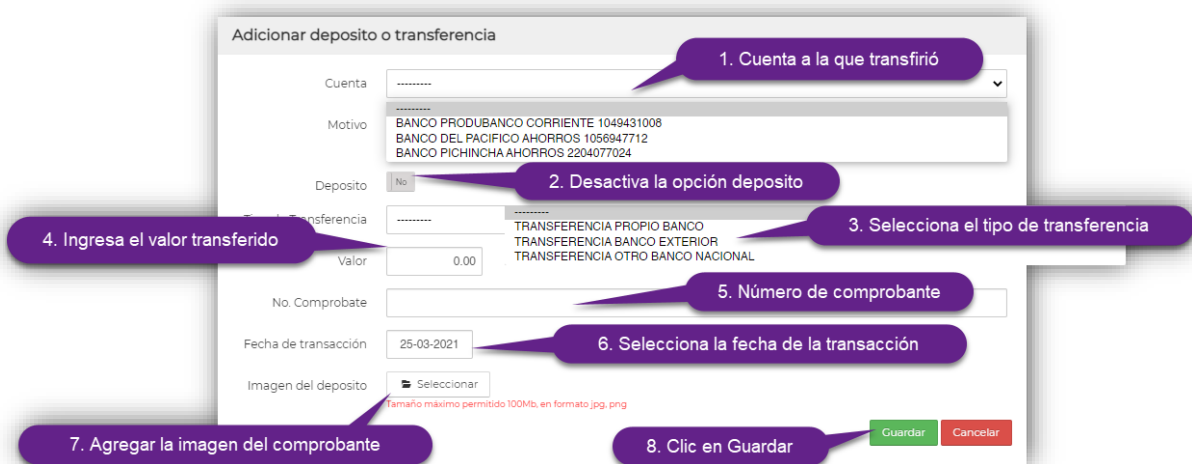 Adicionar deposito o transferencia
1. Cuenta a la que transfirió
Cuenta
---------
---------
Motivo
BANCO PRODUBANCO CORRIENTE 1049431008
BANCO DEL PACIFICO AHORROS 1056947712
BANCO PICHINCHA AHORROS 2204077024
Deposito
No
2. Desactiva la opción deposito
Transferencia
---------
---------
TRANSFERENCIA PROPIO BANCO
TRANSFERENCIA BANCO EXTERIOR
TRANSFERENCIA OTRO BANCO NACIONAL
3. Selecciona el tipo de transferencia
4. Ingresa el valor transferido
Valor
0.00
5. Número de comprobante
No. Comprobate
Fecha de transacción
25-03-2021
6. Selecciona la fecha de la transacción
Imagen del deposito
Seleccionar
Tamaño máximo permitido 100Mb, en formato jpg, png
7. Agregar la imagen del comprobante
8. Clic en Guardar
Guardar
Cancelar